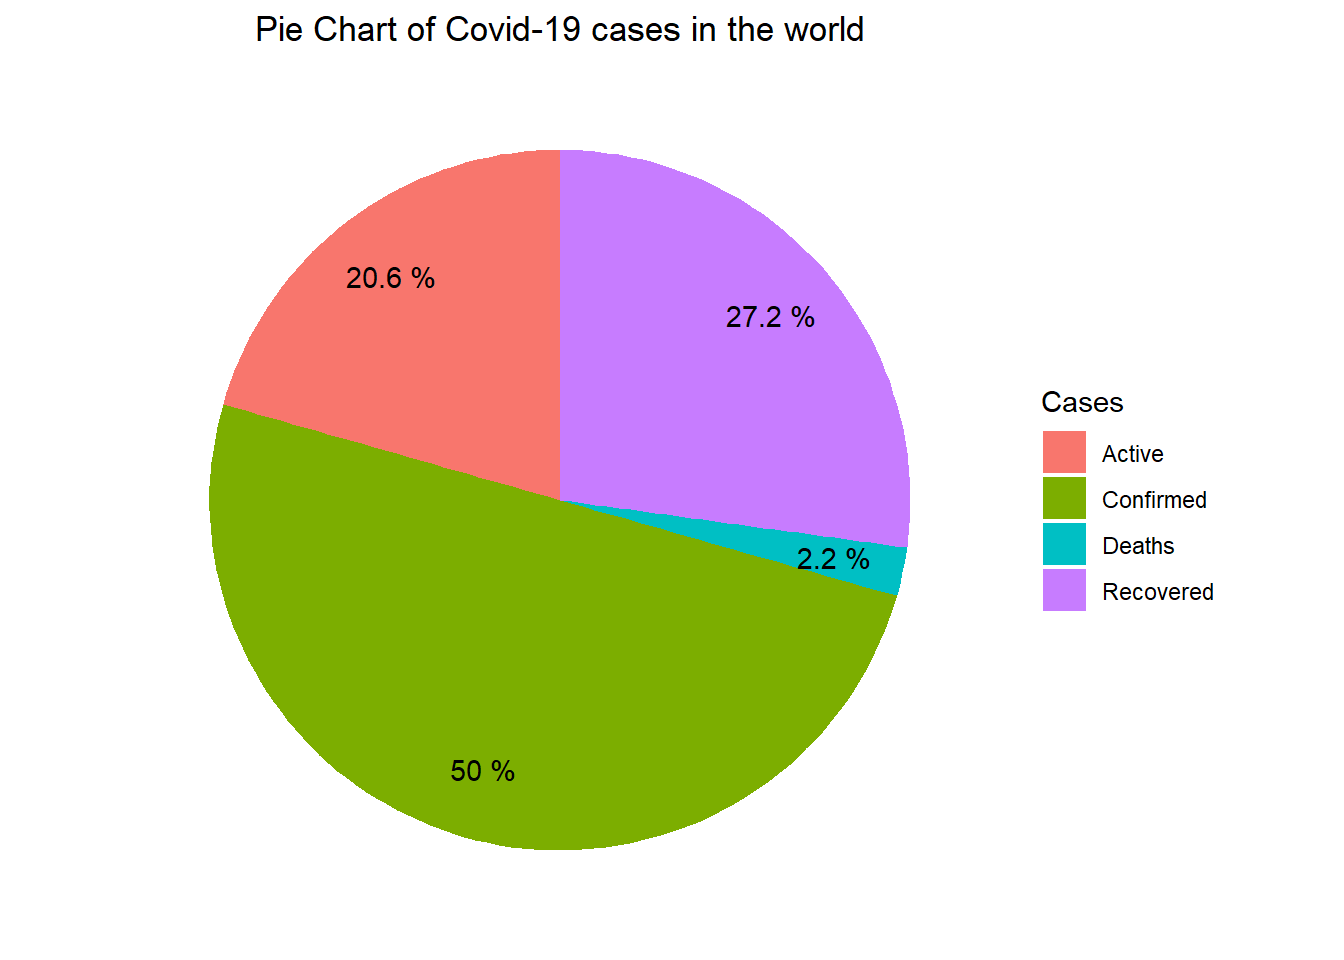 Pie Chart of Covid-19 cases in the world
20.6 %
27.2 %
2.2 %
50 %
Cases
Active
Confirmed
Deaths
Recovered